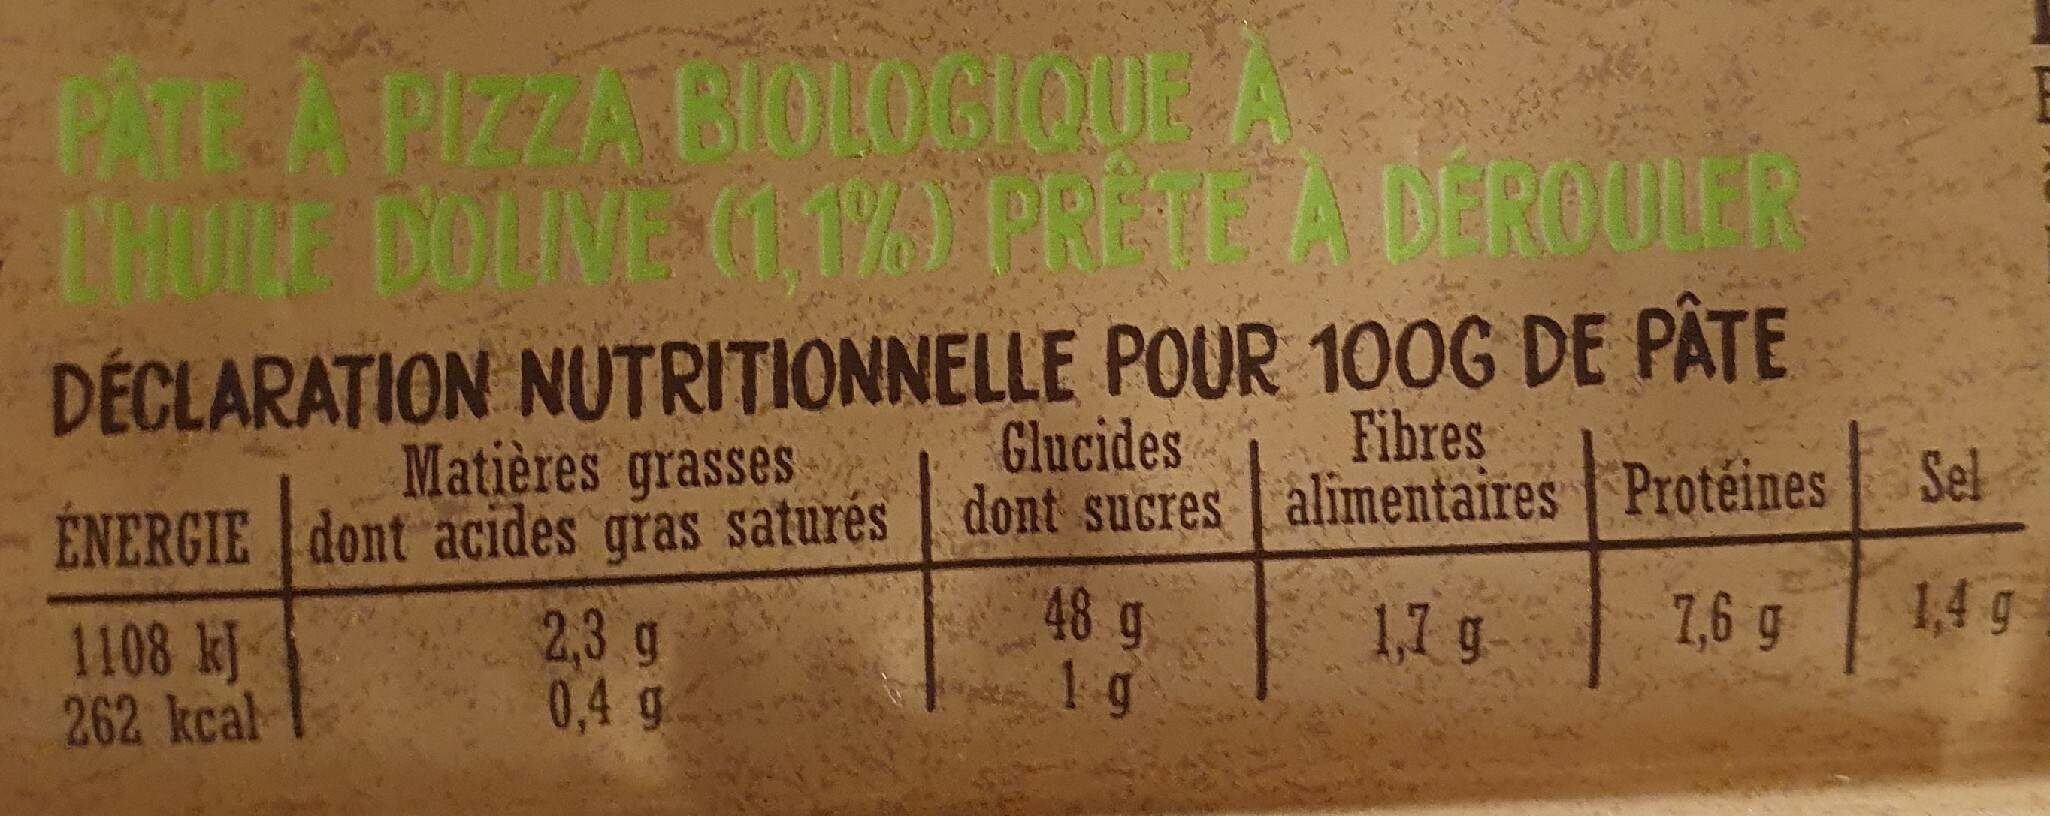 PÂTE À PIZZA BIOLOGIQUE À
L'HUILE D'OLIVE (1,1%) PRÊTE À DÉROULER
DÉCLARATION NUTRITIONNELLE POUR 100G DE PÂTE
ÉNERGIE Matières grasses dont acides gras saturés Glucides dont sucres Fibres alimentaires Protéines Sel
1108 kJ 2,3 g 48 g 1,7 g 7,6 g 1,4 g
262 kcal 0,4 g 1 g